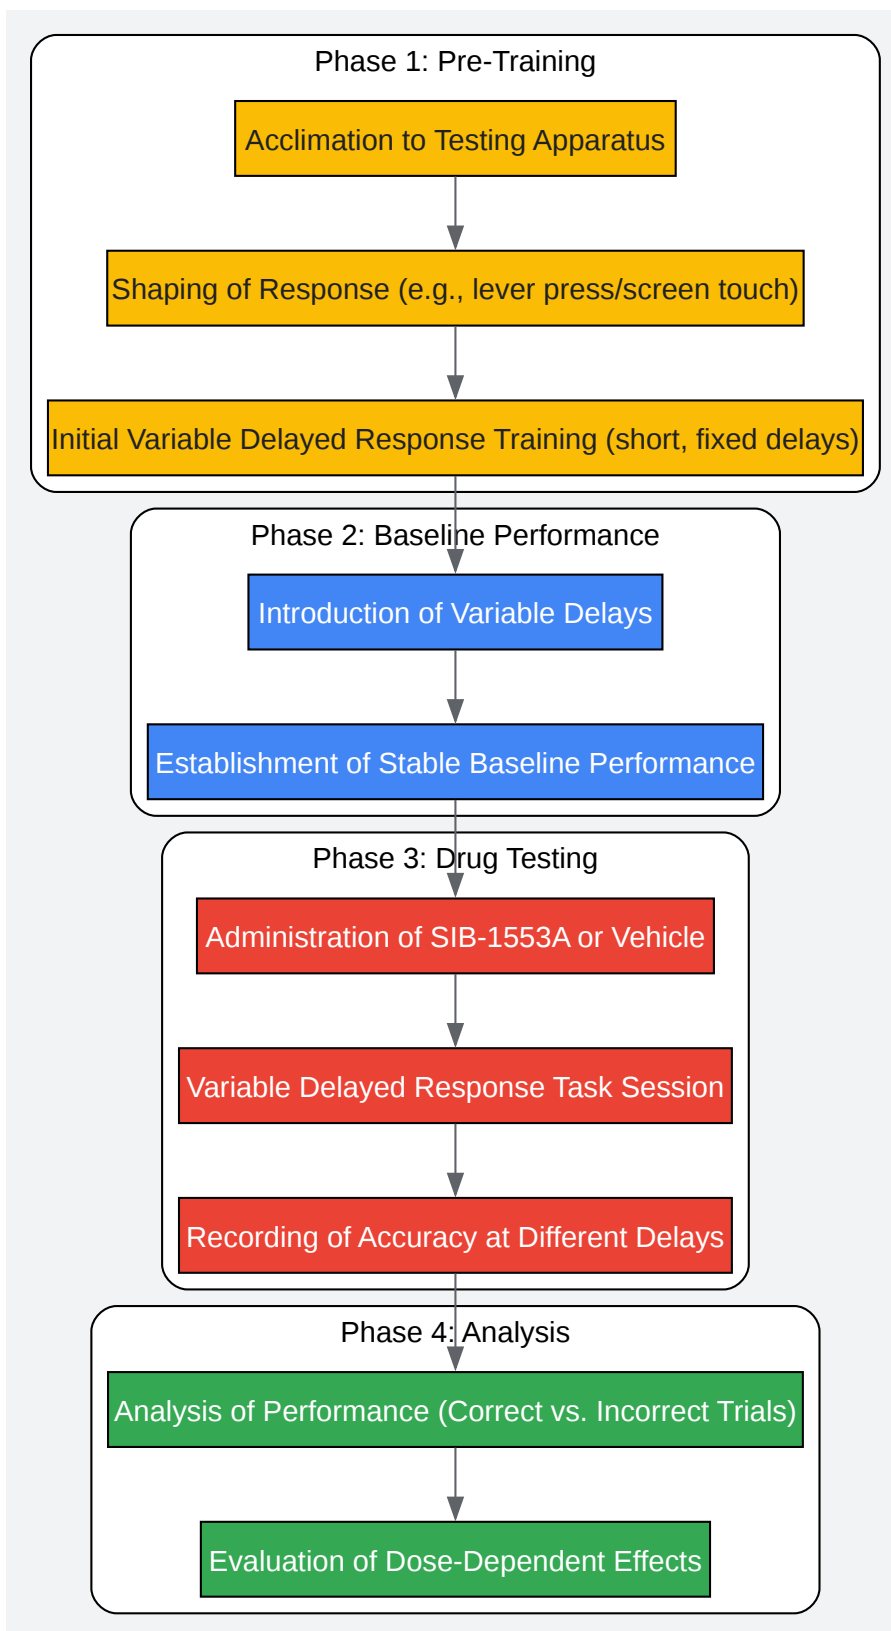 Phase 1: Pre-Training
Acclimation to Testing Apparatus
Shaping of Response (e.g., lever press/screen touch)
Initial Variable Delayed Response Training (short, fixed delays)
Phase 2: Baseline Performance
Introduction of Variable Delays
Establishment of Stable Baseline Performance
Phase 3: Drug Testing
Administration of SIB-1553A or Vehicle
Variable Delayed Response Task Session
Recording of Accuracy at Different Delays
Phase 4: Analysis
Analysis of Performance (Correct vs. Incorrect Trials)
Evaluation of Dose-Dependent Effects